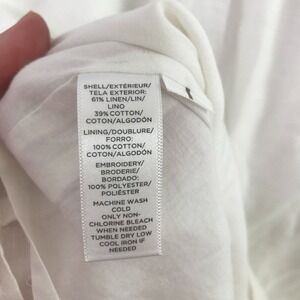 SHELL/EXTÉRIEUR/
TELA EXTERIOR:
61% LINEN/LIN/
LINO
39% COTTON/
COTON/ALGODÓN
LINING/DOUBLURE/
FORRO:
100% COTTON/
COTON/ALGODÓN
EMBROIDERY/
BRODERIE/
BORDADO:
100% POLYESTER/
POLIÉSTER
MACHINE WASH
COLD
ONLY NON-
CHLORINE BLEACH
WHEN NEEDED
TUMBLE DRY LOW
COOL IRON IF
NEEDED